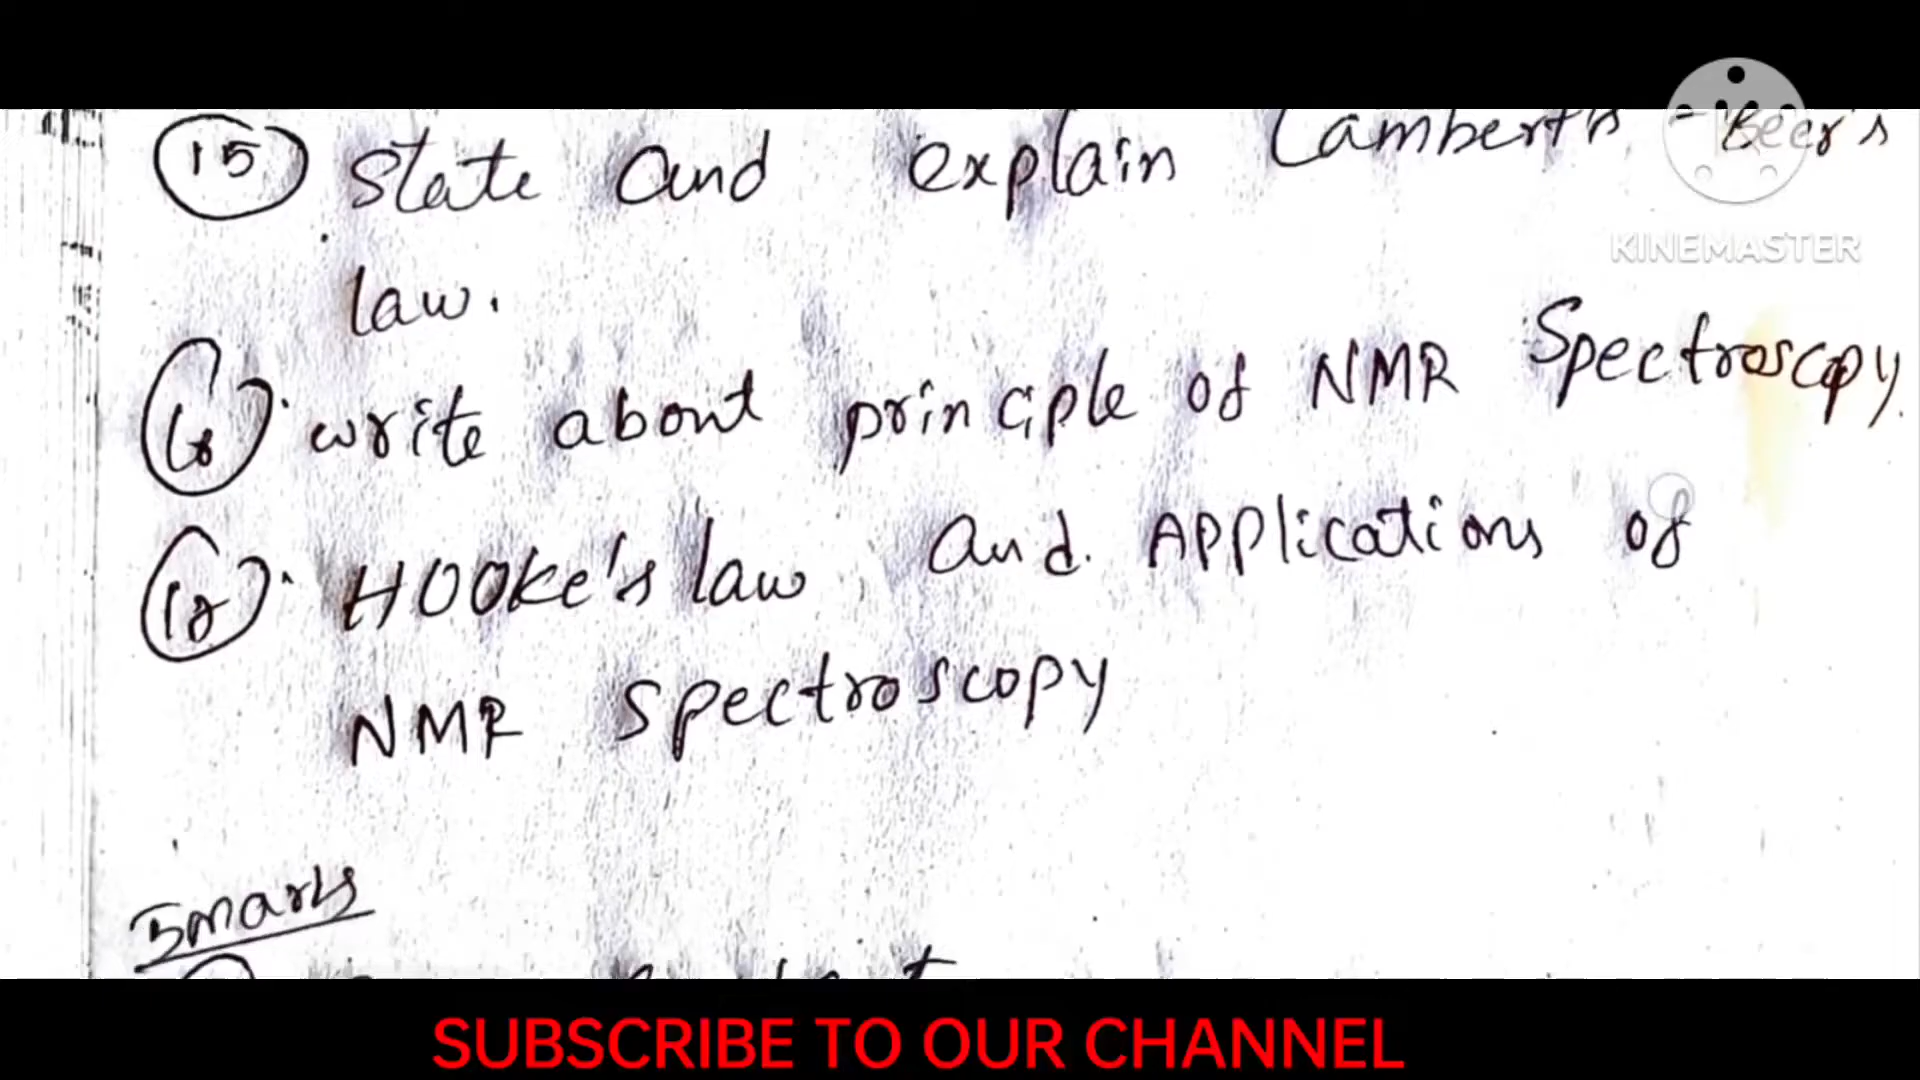 15 State and explain Lambert's - Beer's
law.
16. write about principle of NMR Spectroscopy.
17. HOOke's law and. Applications of
NMR spectroscopy
5marks
KINEMASTER
SUBSCRIBE TO OUR CHANNEL